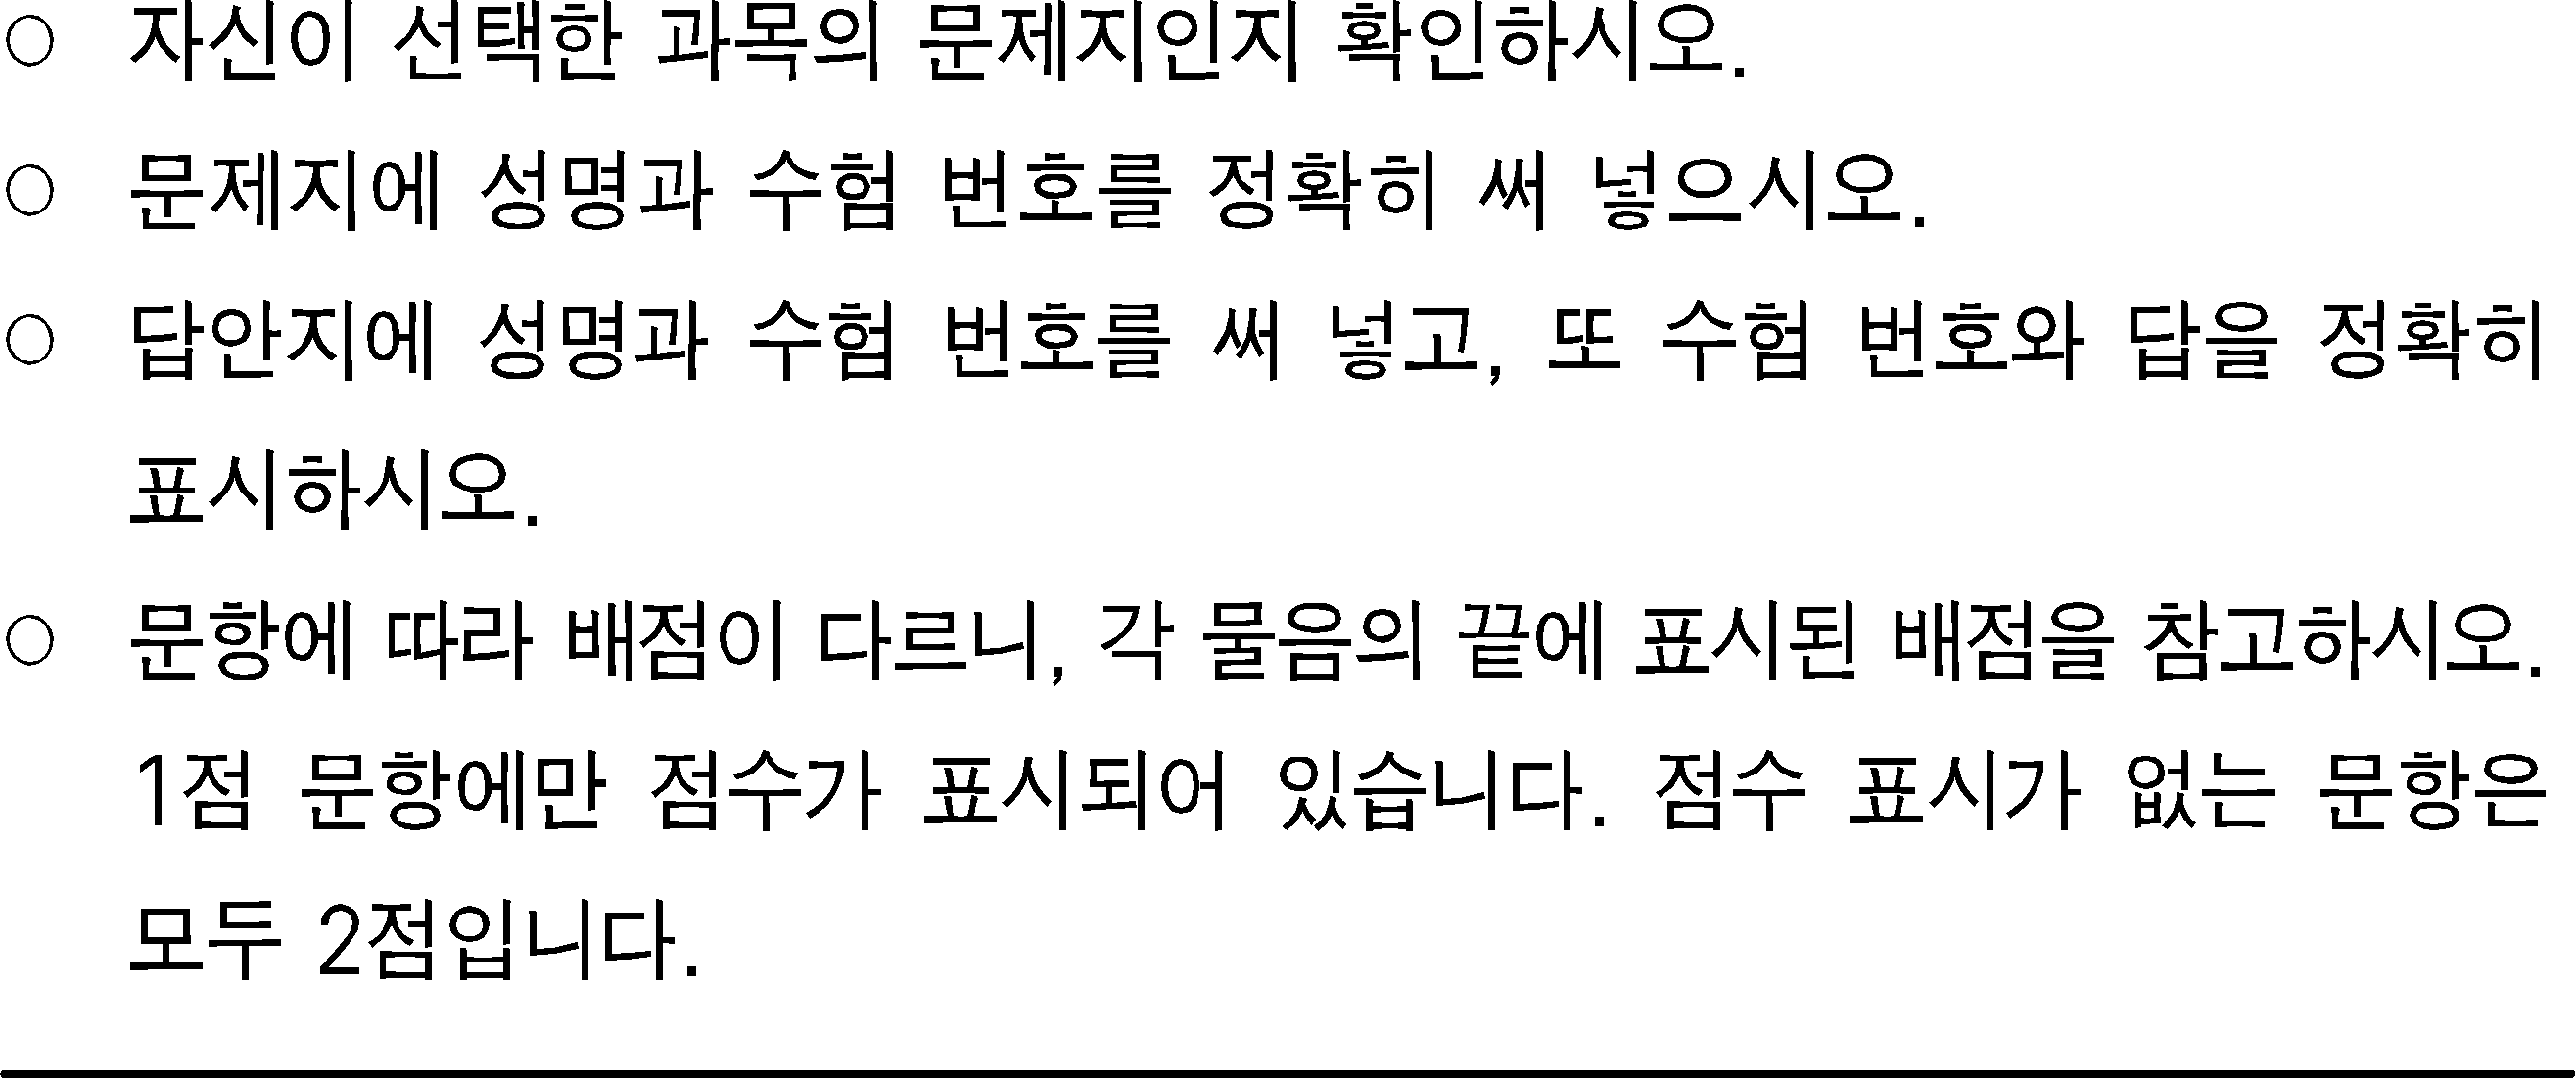 ○ 자신이 선택한 과목의 문제지인지 확인하시오.
○ 문제지에 성명과 수험 번호를 정확히 써 넣으시오.
○ 답안지에 성명과 수험 번호를 써 넣고, 또 수험 번호와 답을 정확히
표시하시오.
○ 문항에 따라 배점이 다르니, 각 물음의 끝에 표시된 배점을 참고하시오.
1점 문항에만 점수가 표시되어 있습니다. 점수 표시가 없는 문항은
모두 2점입니다.